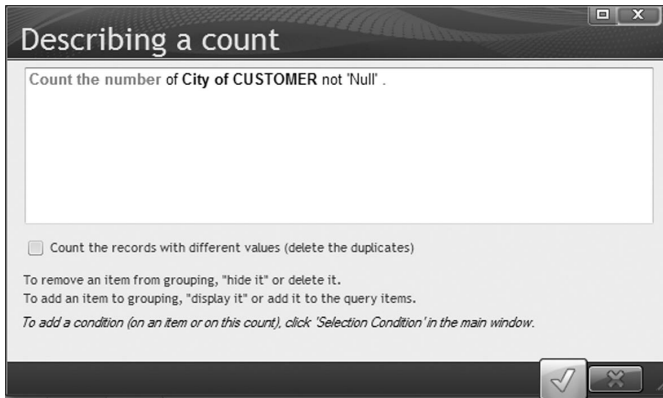 Describing a count
Count the number of City of CUSTOMER not 'Null' .
Count the records with different values (delete the duplicates)
To remove an item from grouping, "hide it" or delete it.
To add an item to grouping, "display it" or add it to the query items.
To add a condition (on an item or on this count), click 'Selection Condition' in the main window.